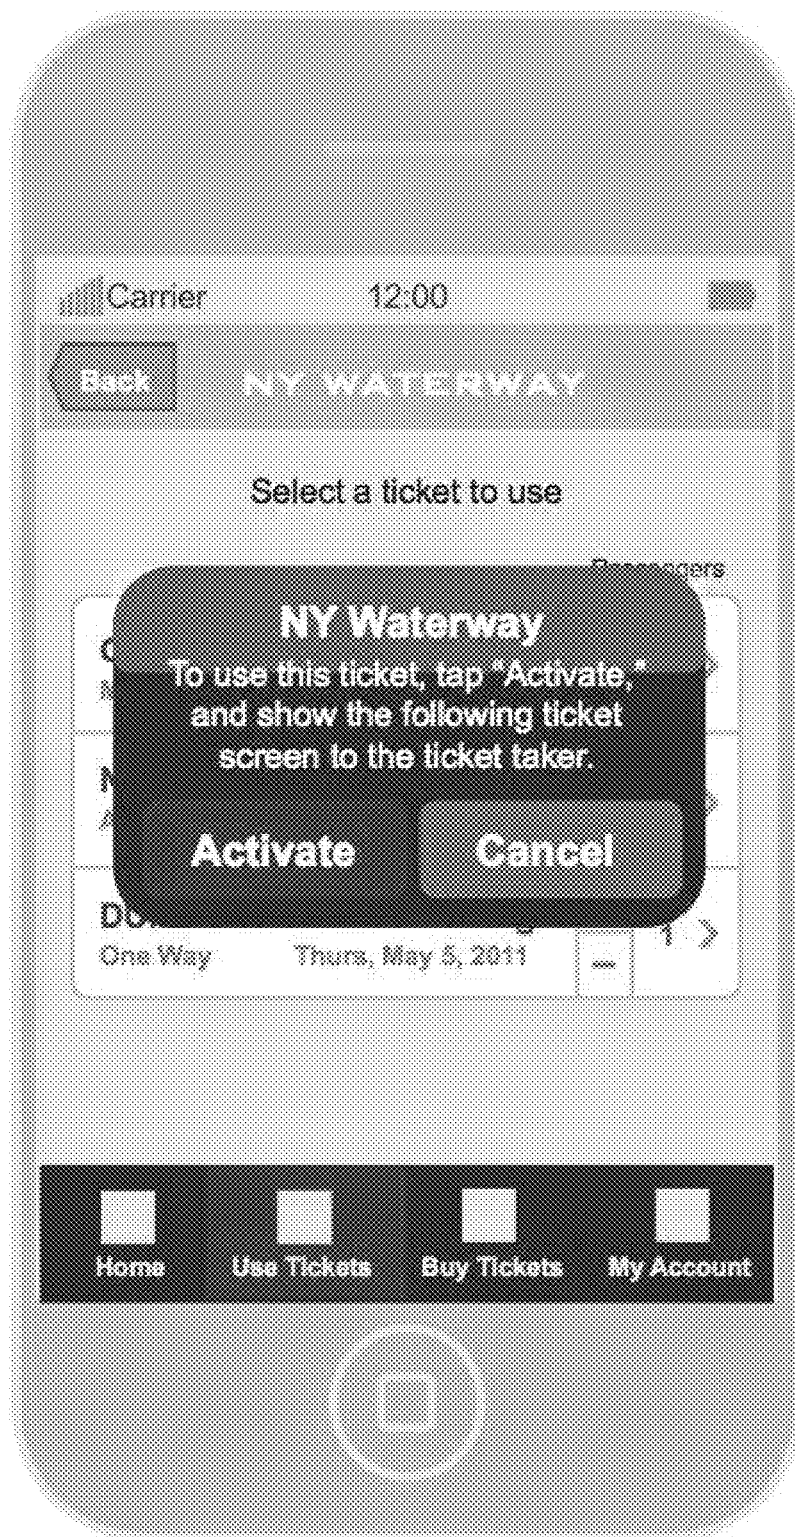 Carrier 12:00
Back NY WATERWAY
Select a ticket to use
NY Waterway
To use this ticket, tap "Activate,"
and show the following ticket
screen to the ticket taker.
Activate Cancel
1 >
One Way Thurs, May 5, 2011 –
Home Use Tickets Buy Tickets My Account